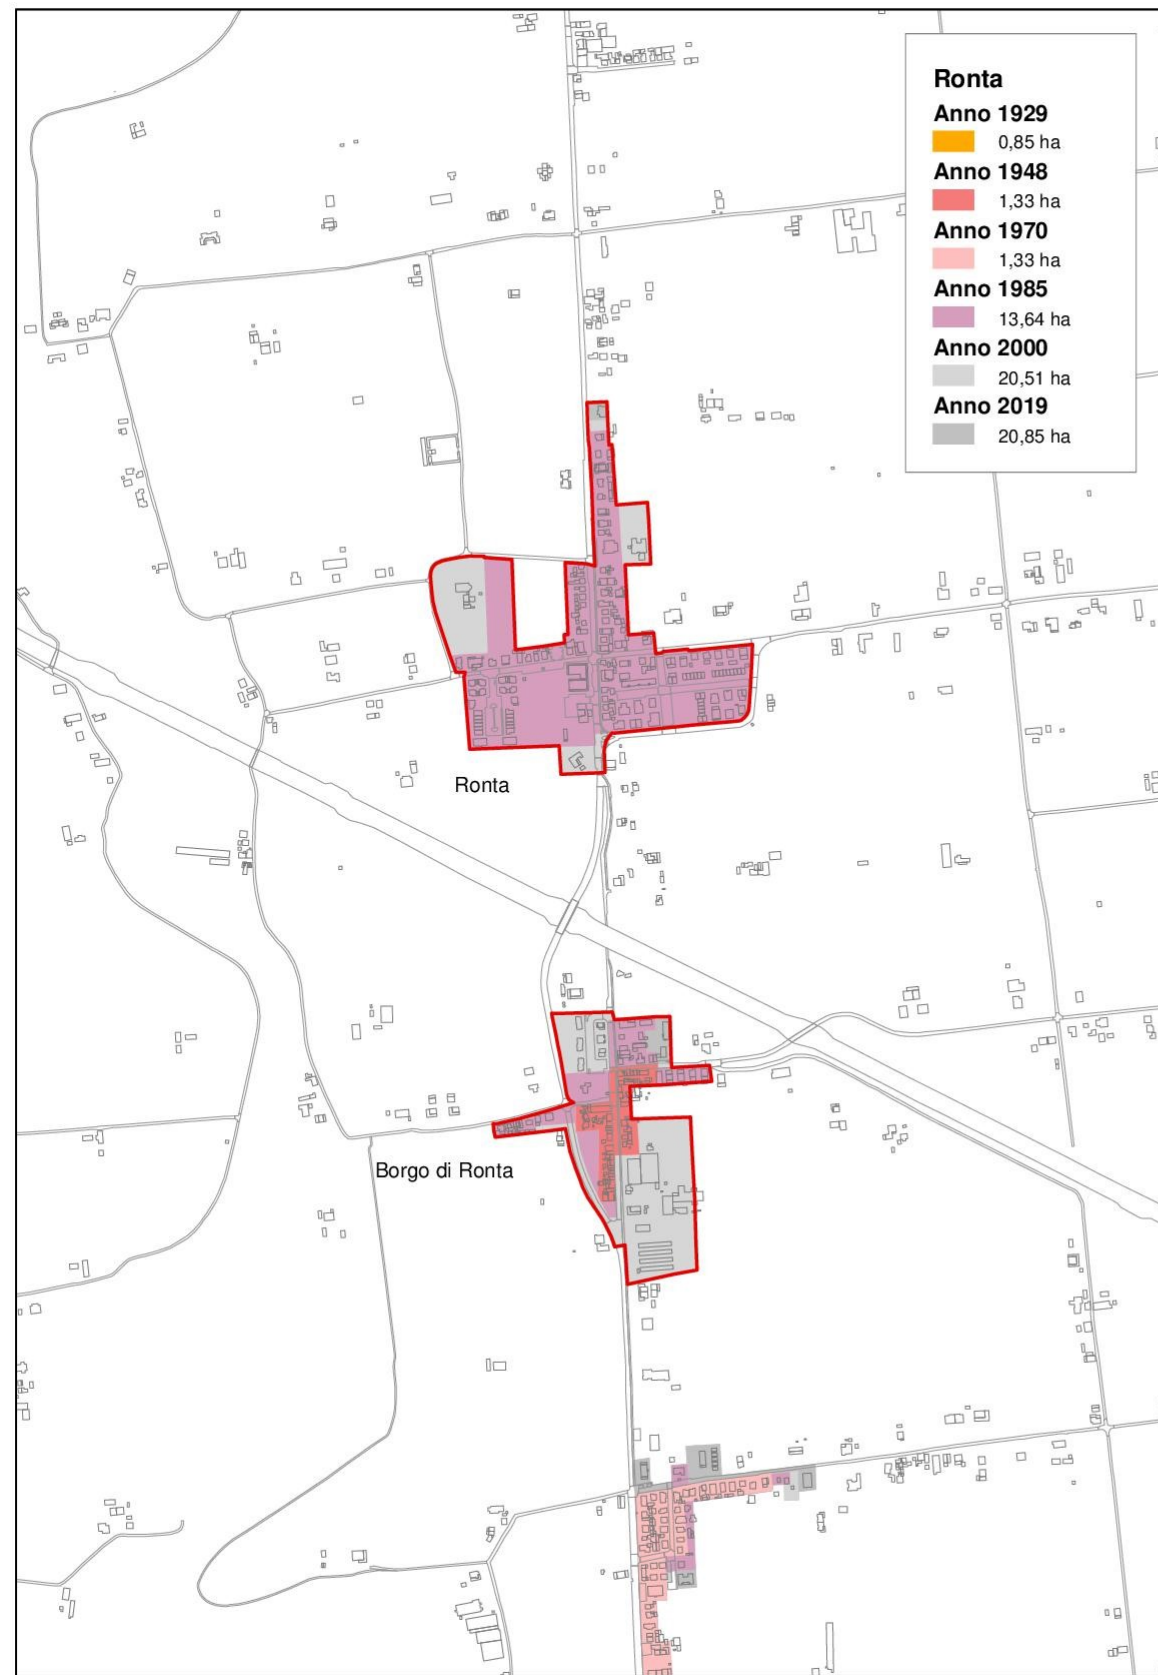 Ronta
Anno 1929
0,85 ha
Anno 1948
1,33 ha
Anno 1970
1,33 ha
Anno 1985
13,64 ha
Anno 2000
20,51 ha
Anno 2019
20,85 ha
Ronta
Borgo di Ronta